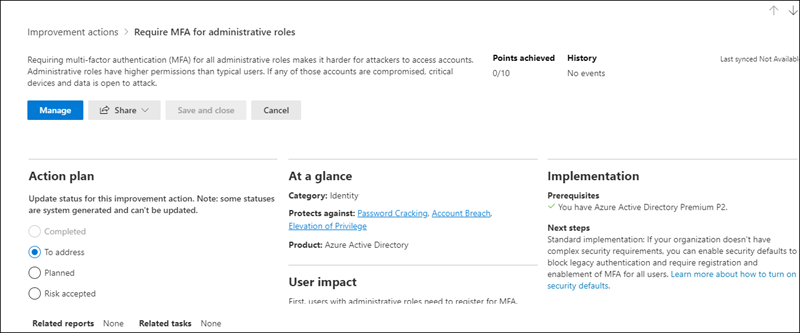 Improvement actions > Require MFA for administrative roles
Requiring multi-factor authentication (MFA) for all administrative roles makes it harder for attackers to access accounts.
Administrative roles have higher permissions than typical users. If any of those accounts are compromised, critical
devices and data is open to attack.
Points achieved
0/10
History
No events
Last synced Not Availabl
Manage
Share
Save and close
Cancel
Action plan
Update status for this improvement action. Note: some statuses
are system generated and can't be updated.
Completed
To address
Planned
Risk accepted
At a glance
Category: Identity
Protects against: Password Cracking, Account Breach,
Elevation of Privilege
Product: Azure Active Directory
User impact
First, users with administrative roles need to register for MFA.
Implementation
Prerequisites
You have Azure Active Directory Premium P2.
Next steps
Standard implementation: If your organization doesn't have
complex security requirements, you can enable security defaults to
block legacy authentication and require registration and
enablement of MFA for all users. Learn more about how to turn on
security defaults.
Related reports None Related tasks None